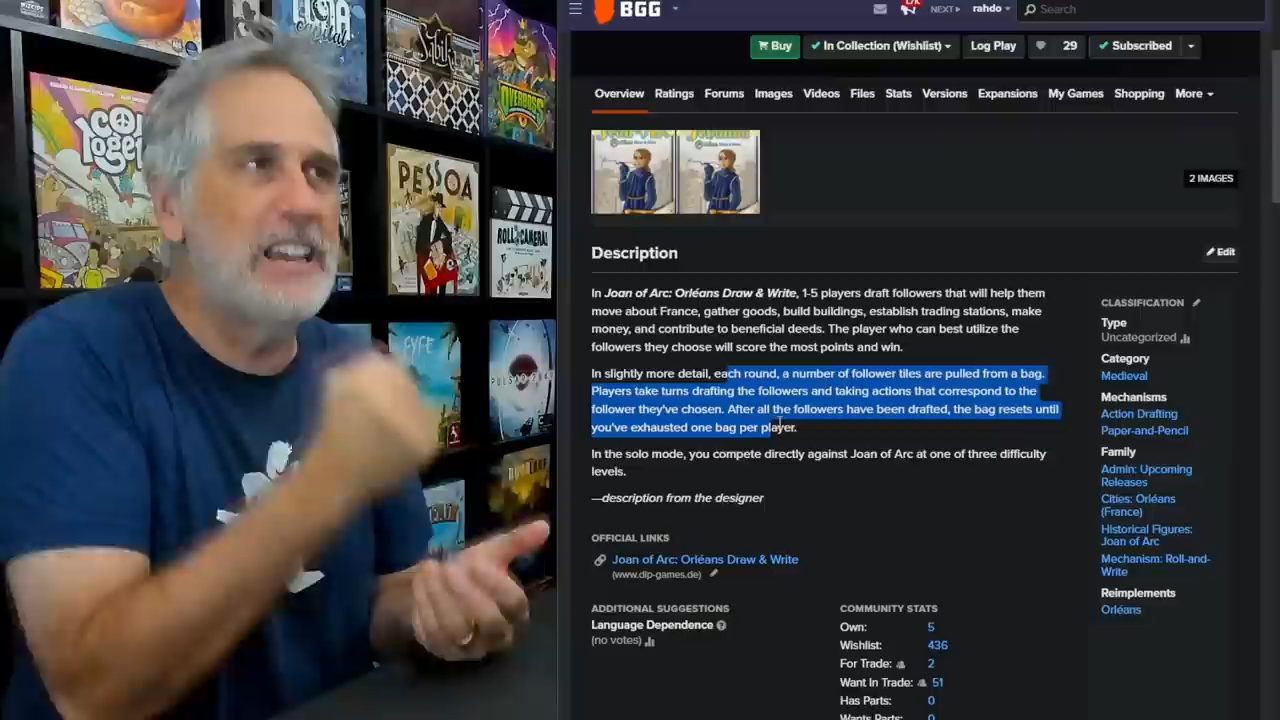 BGG
17K
NEXT
rahdo
Search
Buy
In Collection (Wishlist)
Log Play
29
Subscribed
Overview
Ratings
Forums
Images
Videos
Files
Stats
Versions
Expansions
My Games
Shopping
More
2 IMAGES
Description
Edit
In Joan of Arc: Orléans Draw & Write, 1-5 players draft followers that will help them
move about France, gather goods, build buildings, establish trading stations, make
money, and contribute to beneficial deeds. The player who can best utilize the
followers they choose will score the most points and win.
In slightly more detail, each round, a number of follower tiles are pulled from a bag.
Players take turns drafting the followers and taking actions that correspond to the
follower they've chosen. After all the followers have been drafted, the bag resets until
you've exhausted one bag per player.
In the solo mode, you compete directly against Joan of Arc at one of three difficulty
levels.
—description from the designer
OFFICIAL LINKS
Joan of Arc: Orléans Draw & Write
(www.dlp-games.de)
ADDITIONAL SUGGESTIONS
Language Dependence
(no votes)
COMMUNITY STATS
Own: 5
Wishlist: 436
For Trade: 2
Want In Trade: 51
Has Parts: 0
Wants Parts: 0
CLASSIFICATION
Type
Uncategorized
Category
Medieval
Mechanisms
Action Drafting
Paper-and-Pencil
Family
Admin: Upcoming
Releases
Cities: Orléans
(France)
Historical Figures:
Joan of Arc
Mechanism: Roll-and-
Write
Reimplements
Orléans
Sabika
OVERBOSS
PESSOA
ROLL CAMERA!
FYFE